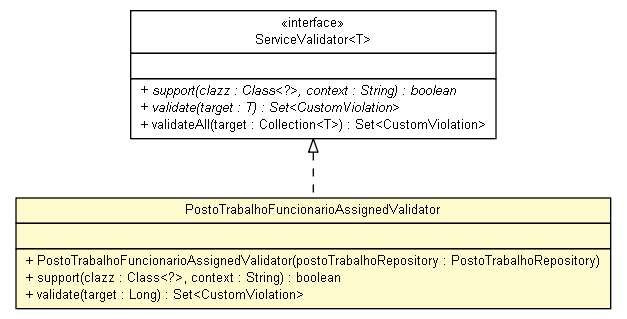 «interface»
ServiceValidator<T>
+ support(clazz : Class<?>, context : String) : boolean
+ validate(target : T) : Set<CustomViolation>
+ validateAll(target : Collection<T>) : Set<CustomViolation>
PostoTrabalhoFuncionarioAssignedValidator
+ PostoTrabalhoFuncionarioAssignedValidator(postoTrabalhoRepository : PostoTrabalhoRepository)
+ support(clazz : Class<?>, context : String) : boolean
+ validate(target : Long) : Set<CustomViolation>